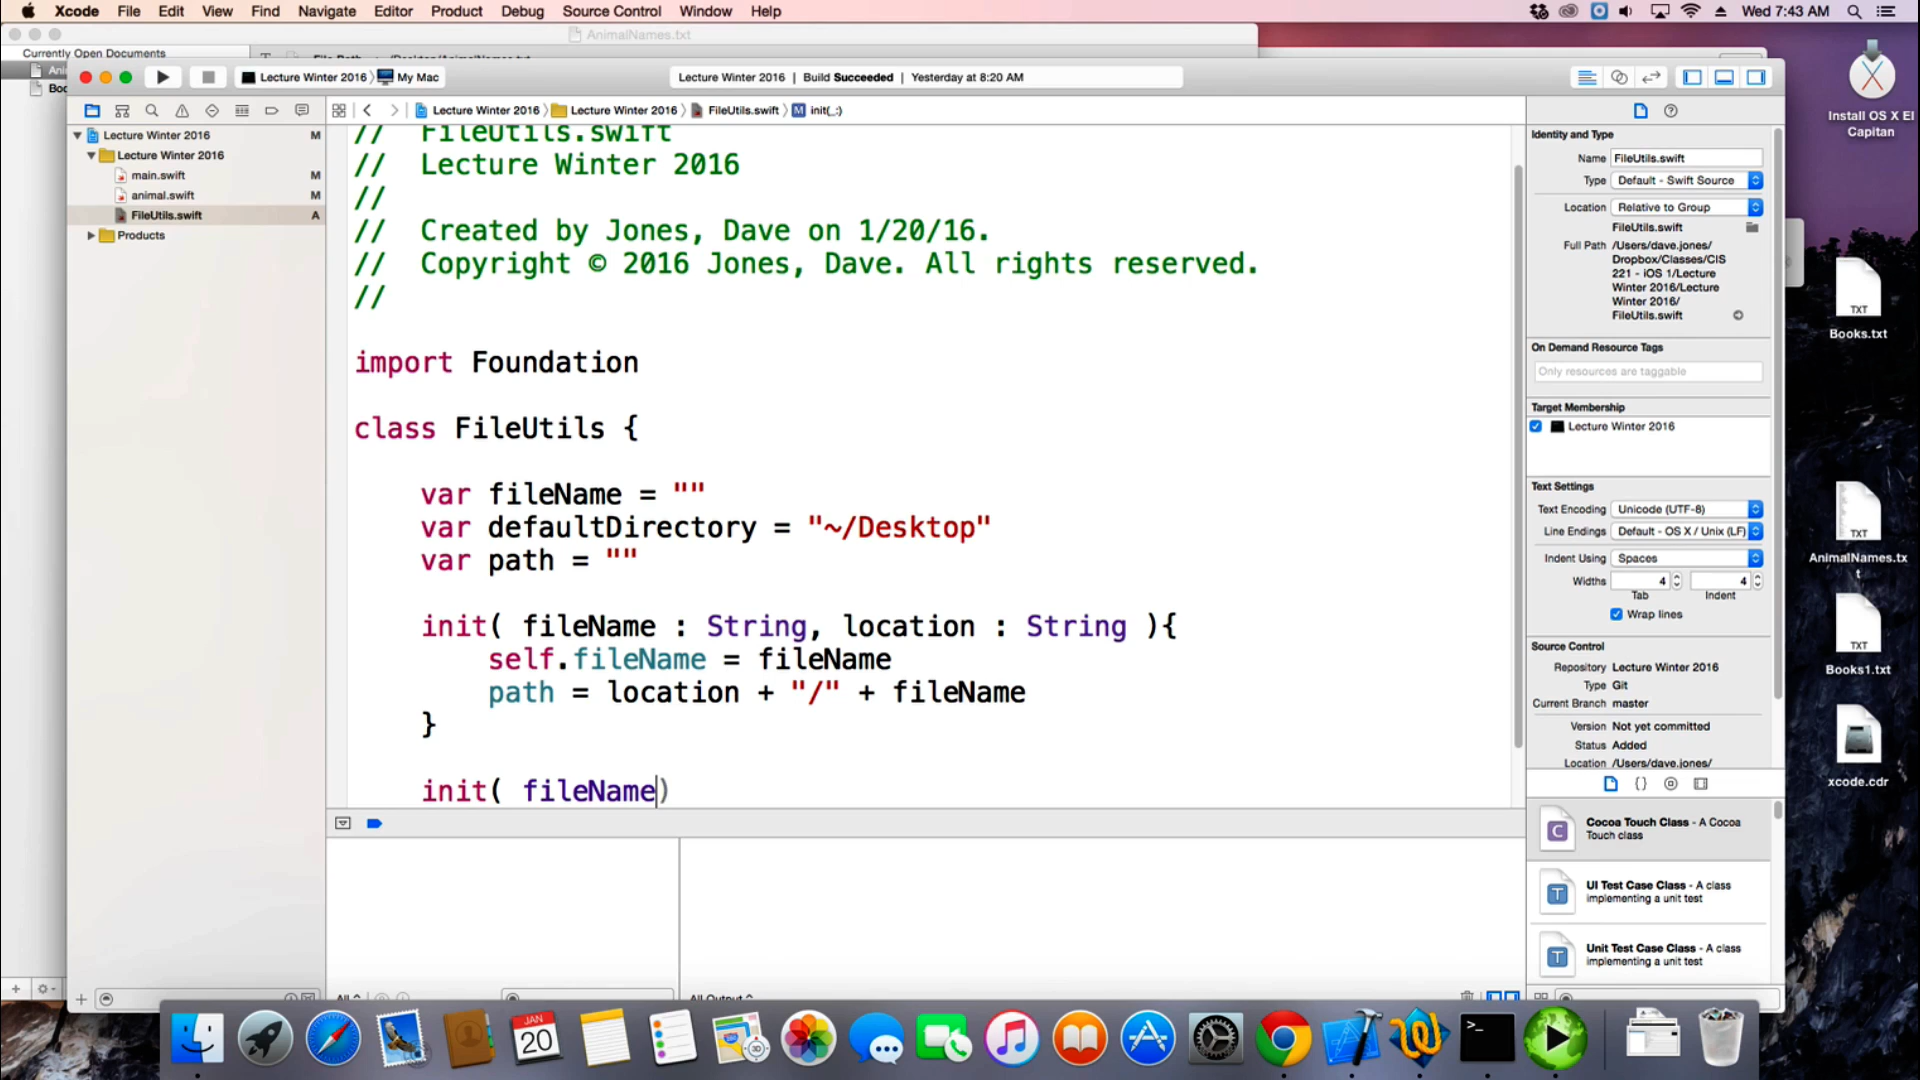 Xcode File Edit View Find Navigate Editor Product Debug Source Control Window Help
Wed 7:43 AM
AnimalNames.txt
Currently Open Documents
Lecture Winter 2016 My Mac
Lecture Winter 2016 | Build Succeeded | Yesterday at 8:20 AM
Lecture Winter 2016 Lecture Winter 2016 FileUtils.swift M init(_:)
Lecture Winter 2016 M
Lecture Winter 2016
main.swift M
animal.swift M
FileUtils.swift A
Products
// FileUtils.swift
// Lecture Winter 2016
//
// Created by Jones, Dave on 1/20/16.
// Copyright © 2016 Jones, Dave. All rights reserved.
//
import Foundation
class FileUtils {
var fileName = ""
var defaultDirectory = "~/Desktop"
var path = ""
init( fileName : String, location : String ){
self.fileName = fileName
path = location + "/" + fileName
}
init( fileName)
Identity and Type
Name FileUtils.swift
Type Default - Swift Source
Location Relative to Group
FileUtils.swift
Full Path /Users/dave.jones/
Dropbox/Classes/CIS
221 - iOS 1/Lecture
Winter 2016/Lecture
Winter 2016/
FileUtils.swift
On Demand Resource Tags
Only resources are taggable
Target Membership
Lecture Winter 2016
Text Settings
Text Encoding Unicode (UTF-8)
Line Endings Default - OS X / Unix (LF)
Indent Using Spaces
Widths 4 4
Tab Indent
Wrap lines
Source Control
Repository Lecture Winter 2016
Type Git
Current Branch master
Version Not yet committed
Status Added
Location /Users/dave.jones/
C Cocoa Touch Class - A Cocoa
Touch class
T UI Test Case Class - A class
implementing a unit test
T Unit Test Case Class - A class
implementing a unit test
Install OS X El
Capitan
TXT
Books.txt
TXT
AnimalNames.tx
t
TXT
Books1.txt
xcode.cdr
JAN
20